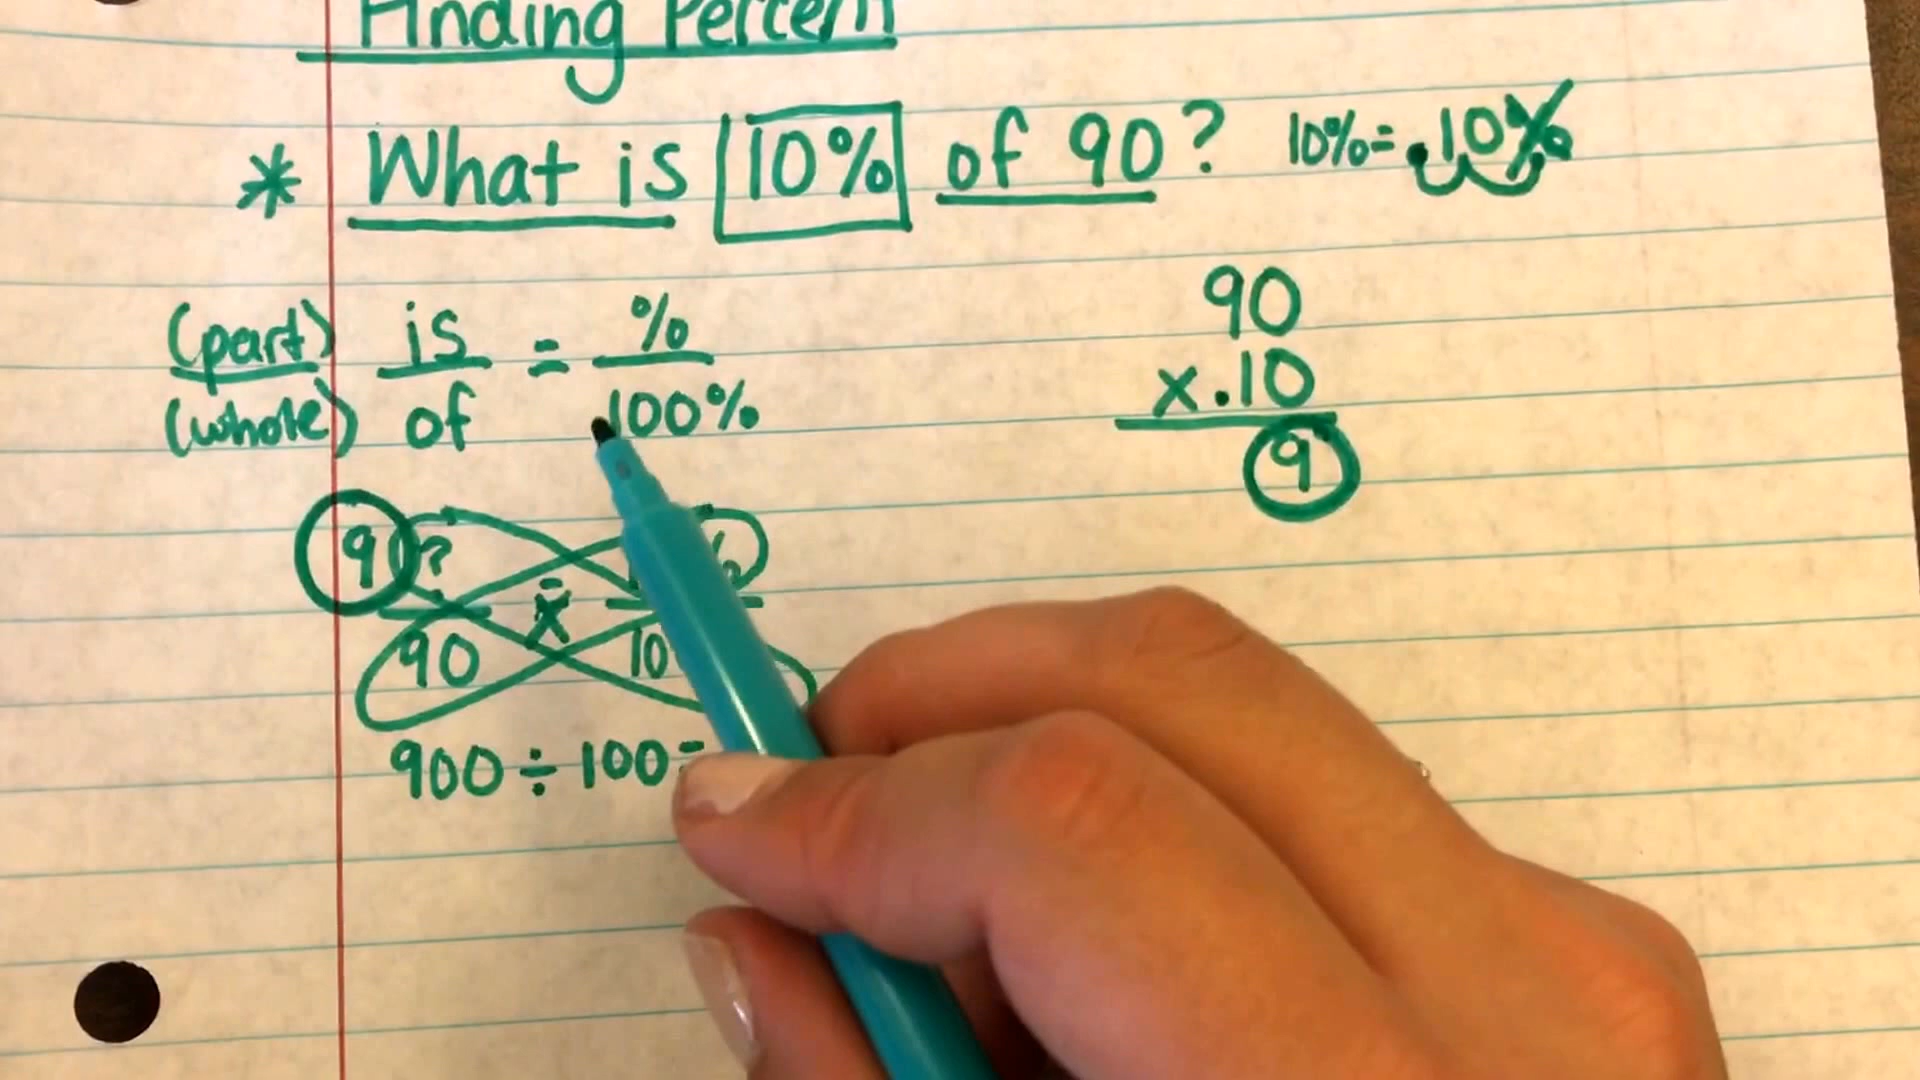 Finding Percent
* What is 10% of 90? 10% = .10%
(part) is = %
(whole) of 100%
90
x .10
9
9 ?
90 x 10
900 ÷ 100 =